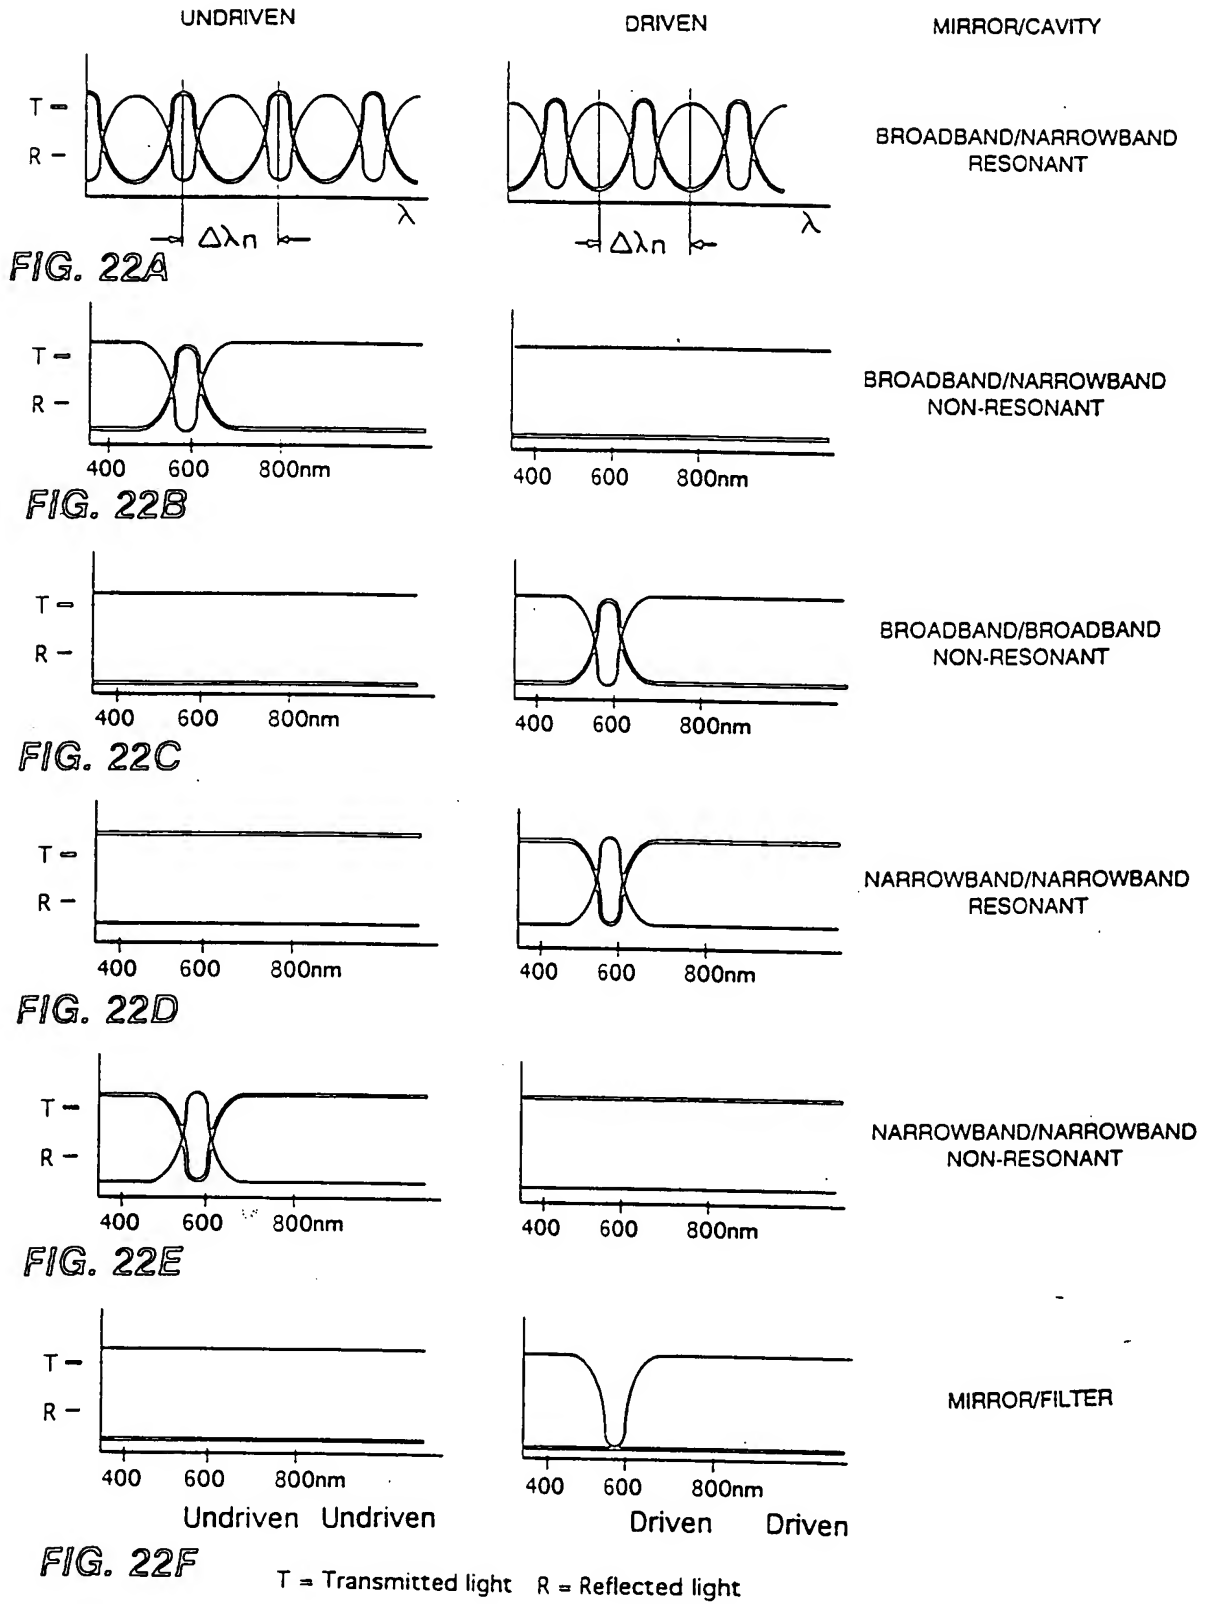 UNDRIVEN DRIVEN MIRROR/CAVITY
T R λ Δλn
T R λ Δλn
BROADBAND/NARROWBAND
RESONANT
FIG. 22A
T R 400 600 800nm
400 600 800nm
BROADBAND/NARROWBAND
NON-RESONANT
FIG. 22B
T R 400 600 800nm
400 600 800nm
BROADBAND/BROADBAND
NON-RESONANT
FIG. 22C
T R 400 600 800nm
400 600 800nm
NARROWBAND/NARROWBAND
RESONANT
FIG. 22D
T R 400 600 800nm
400 600 800nm
NARROWBAND/NARROWBAND
NON-RESONANT
FIG. 22E
T R 400 600 800nm
400 600 800nm
MIRROR/FILTER
Undriven Undriven Driven Driven
FIG. 22F
T = Transmitted light R = Reflected light